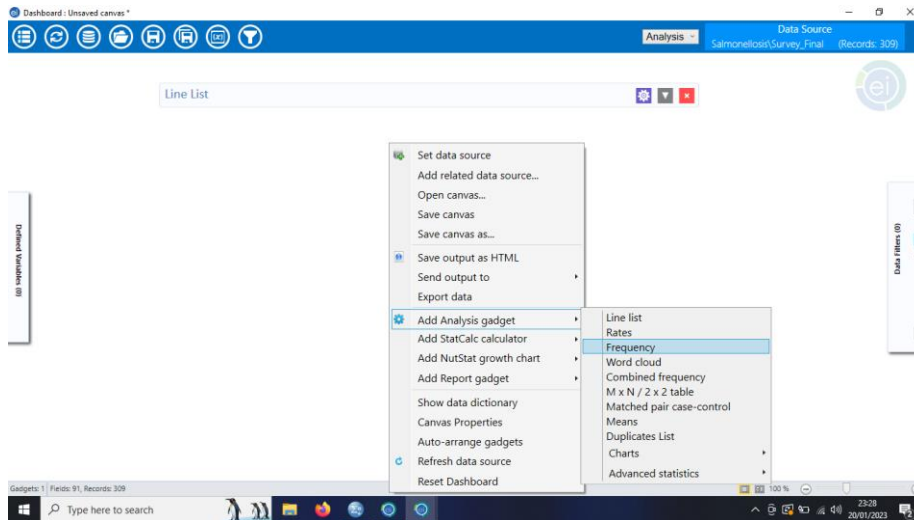 Dashboard : Unsaved canvas *
Analysis
Data Source
Salmonellosis\Survey_Final (Records: 309)
ei
Line List
Set data source
Add related data source...
Open canvas...
Save canvas
Save canvas as...
Save output as HTML
Send output to
Export data
Add Analysis gadget
Add StatCalc calculator
Add NutStat growth chart
Add Report gadget
Show data dictionary
Canvas Properties
Auto-arrange gadgets
Refresh data source
Reset Dashboard
Line list
Rates
Frequency
Word cloud
Combined frequency
M x N / 2 x 2 table
Matched pair case-control
Means
Duplicates List
Charts
Advanced statistics
Defined Variables (0)
Data Filters (0)
Gadgets: 1 Fields: 91, Records: 309
100 %
Type here to search
23:28
20/01/2023